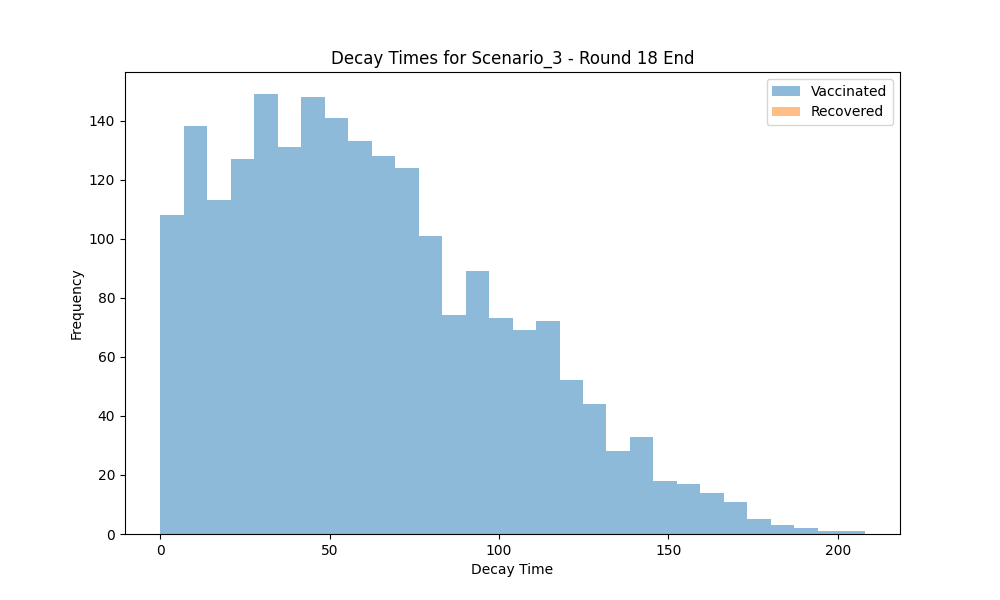 Decay Times for Scenario_3 - Round 18 End
Vaccinated
Recovered
140
120
100
80
60
40
20
0
Frequency
0 50 100 150 200
Decay Time